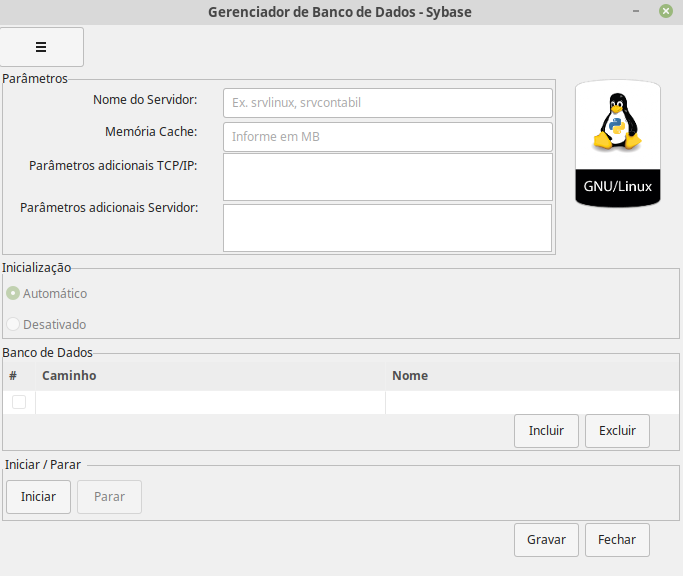 Gerenciador de Banco de Dados - Sybase
Parâmetros
Nome do Servidor: Ex. srvlinux, srvcontabil
Memória Cache: Informe em MB
Parâmetros adicionais TCP/IP:
Parâmetros adicionais Servidor:
GNU/Linux
Inicialização
Automático
Desativado
Banco de Dados
# Caminho Nome
Incluir Excluir
Iniciar / Parar
Iniciar Parar
Gravar Fechar